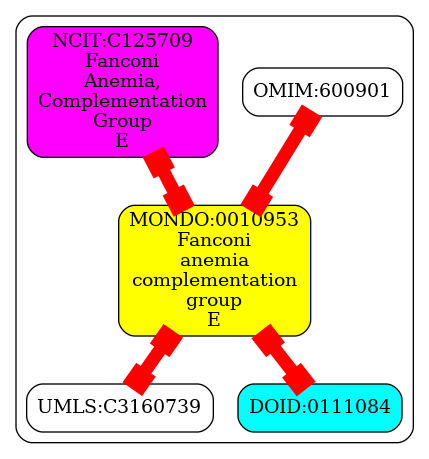 NCIT:C125709
Fanconi
Anemia,
Complementation
Group
E
OMIM:600901
MONDO:0010953
Fanconi
anemia
complementation
group
E
UMLS:C3160739
DOID:0111084